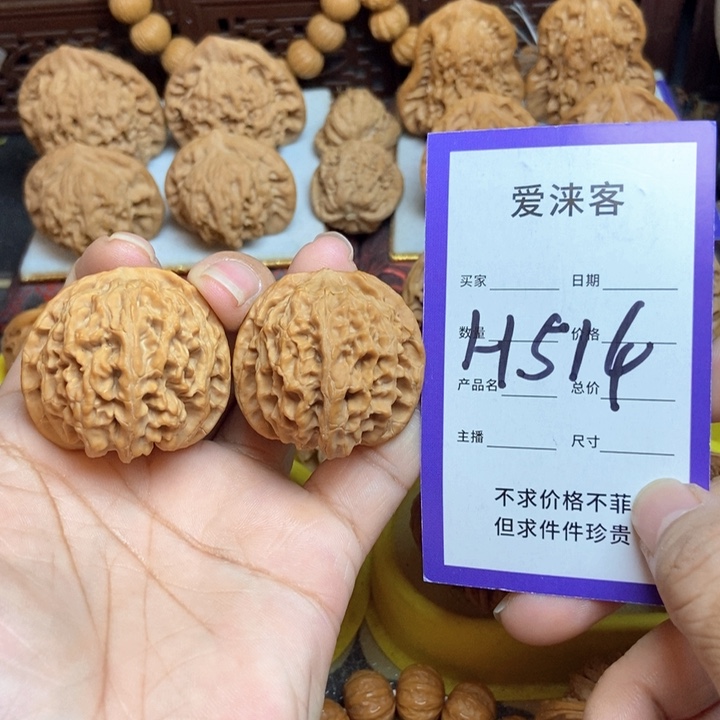 爱涞客
买家 日期
数量 价格
H514
产品名 总价
主播 尺寸
不求价格不菲
但求件件珍贵